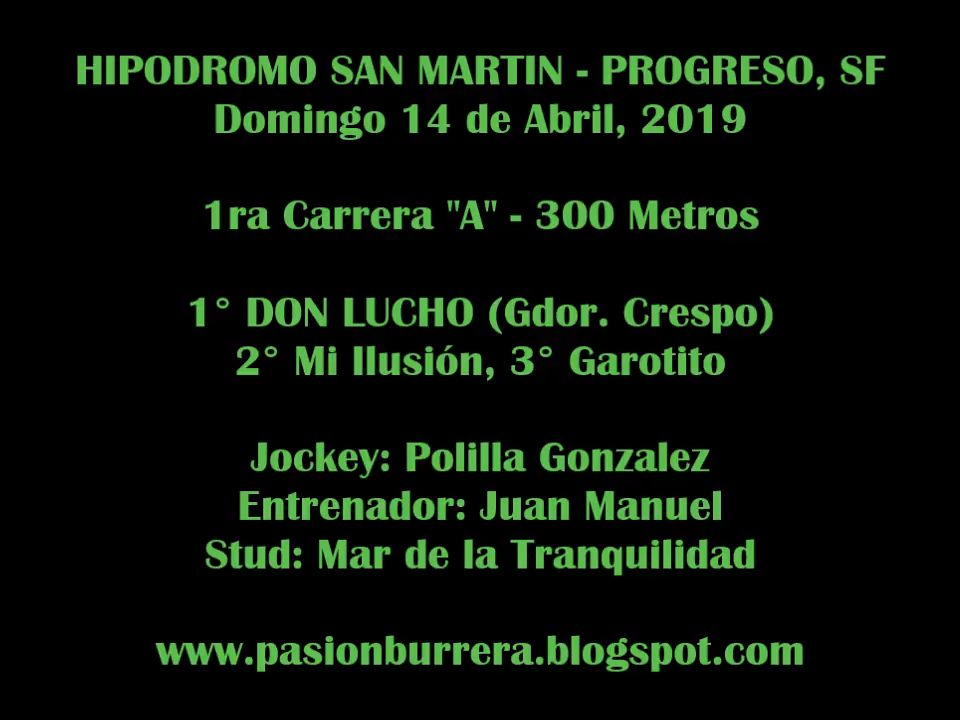 HIPODROMO SAN MARTIN - PROGRESO, SF
Domingo 14 de Abril, 2019
1ra Carrera "A" - 300 Metros
1° DON LUCHO (Gdor. Crespo)
2° Mi Ilusión, 3° Garotito
Jockey: Polilla Gonzalez
Entrenador: Juan Manuel
Stud: Mar de la Tranquilidad
www.pasionburrera.blogspot.com